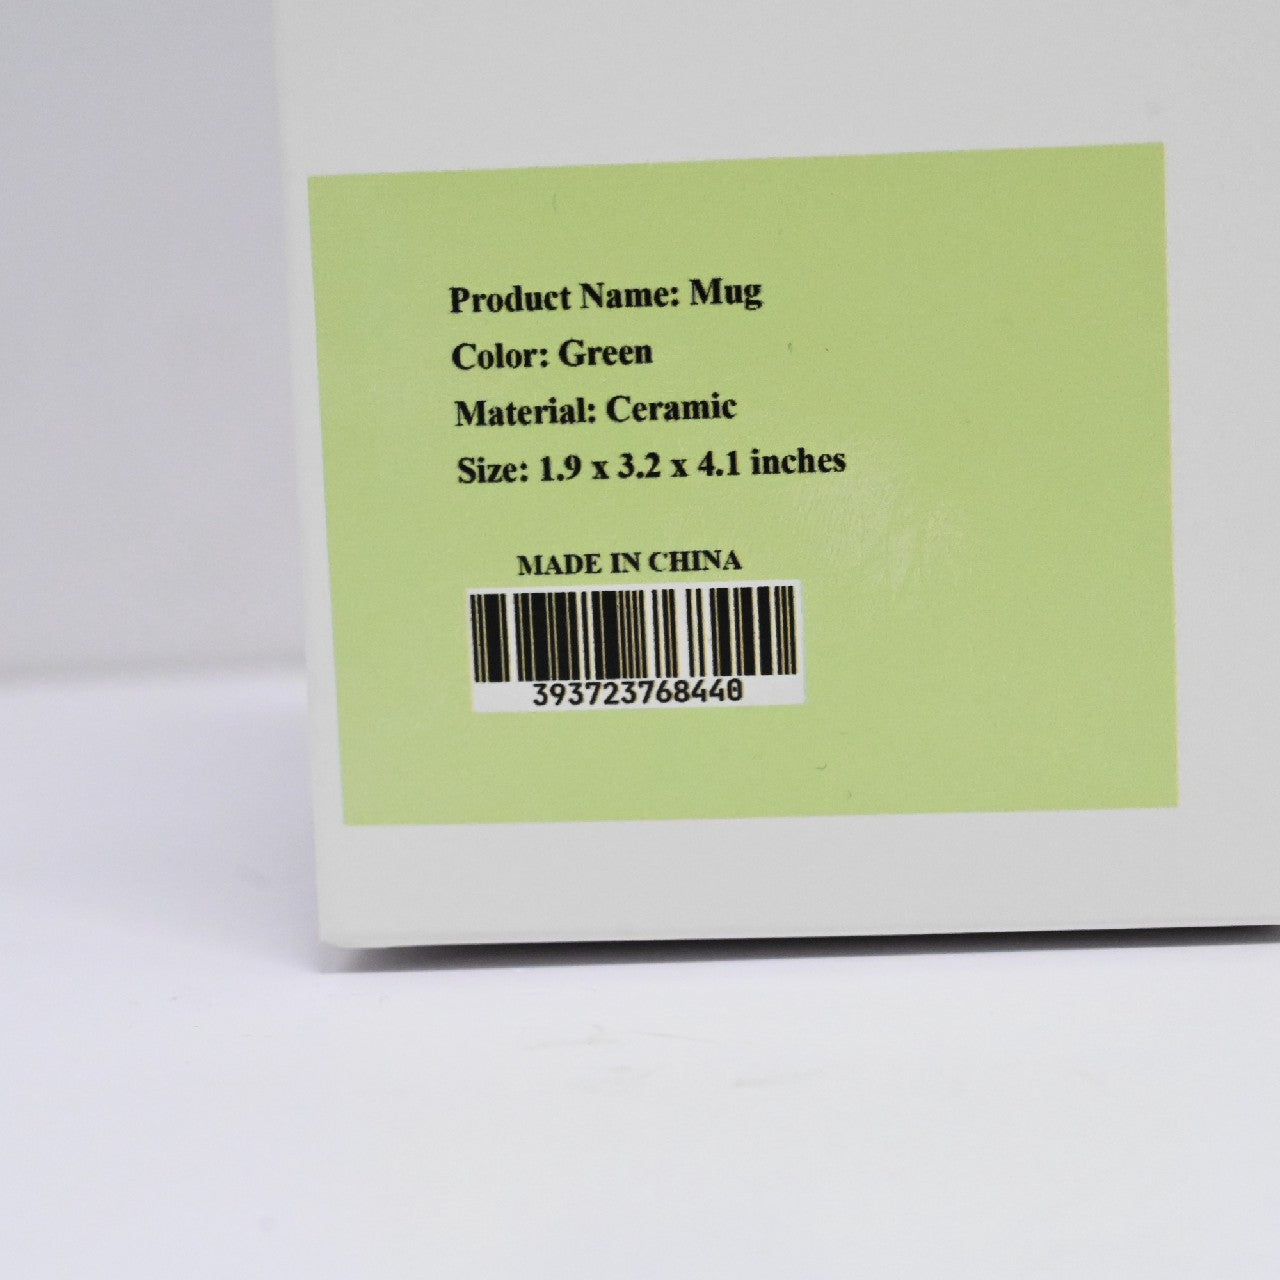 Product Name: Mug
Color: Green
Material: Ceramic
Size: 1.9 x 3.2 x 4.1 inches
MADE IN CHINA
393723768440